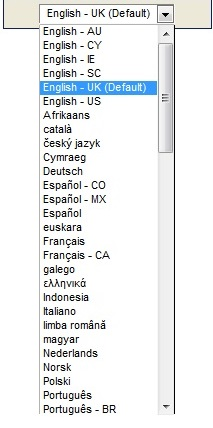 English - UK (Default)
English - AU
English - CY
English - IE
English - SC
English - UK (Default)
English - US
Afrikaans
català
český jazyk
Cymraeg
Deutsch
Español - CO
Español - MX
Español
euskara
Français
Français - CA
galego
ελληνικά
Indonesia
Italiano
limba română
magyar
Nederlands
Norsk
Polski
Português
Português - BR